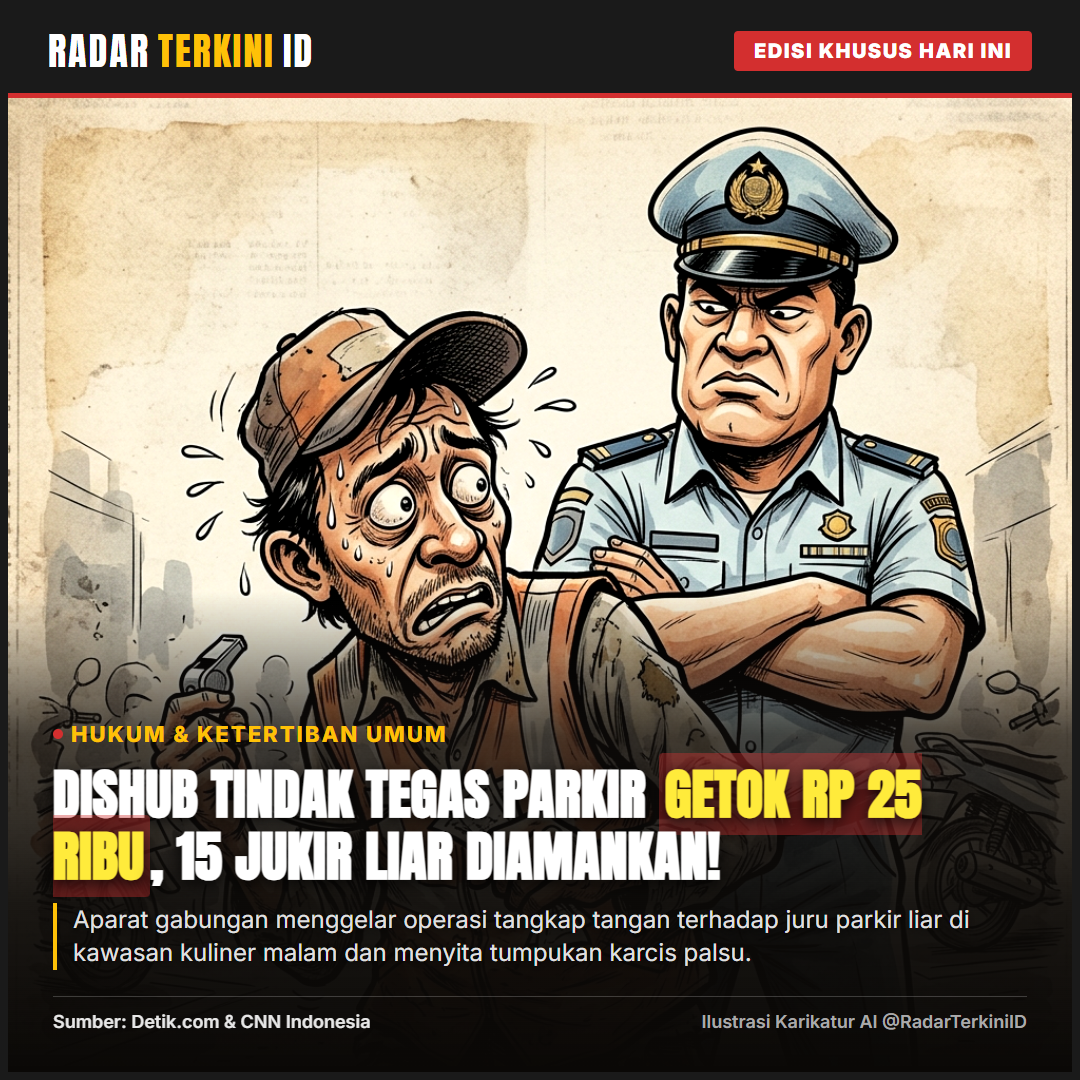 RADAR TERKINI ID
EDISI KHUSUS HARI INI
HUKUM & KETERTIBAN UMUM
DISHUB TINDAK TEGAS PARKIR GETOK RP 25
RIBU, 15 JUKIR LIAR DIAMANKAN!
Aparat gabungan menggelar operasi tangkap tangan terhadap juru parkir liar di
kawasan kuliner malam dan menyita tumpukan karcis palsu.
Sumber: Detik.com & CNN Indonesia
Ilustrasi Karikatur AI @RadarTerkiniID